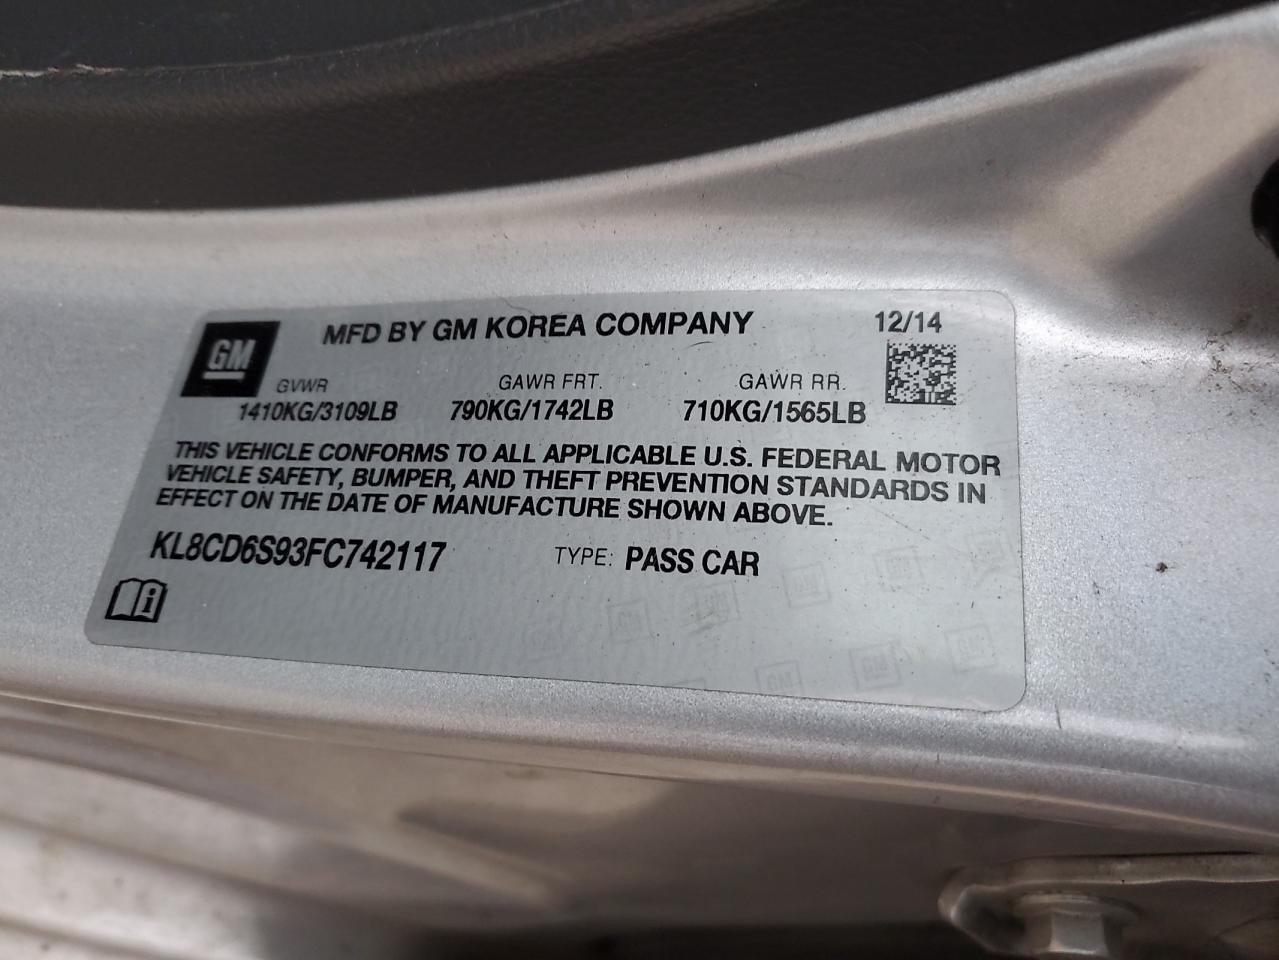 GM
MFD BY GM KOREA COMPANY 12/14
GVWR GAWR FRT. GAWR RR.
1410KG/3109LB 790KG/1742LB 710KG/1565LB
THIS VEHICLE CONFORMS TO ALL APPLICABLE U.S. FEDERAL MOTOR
VEHICLE SAFETY, BUMPER, AND THEFT PREVENTION STANDARDS IN
EFFECT ON THE DATE OF MANUFACTURE SHOWN ABOVE.
KL8CD6S93FC742117 TYPE: PASS CAR